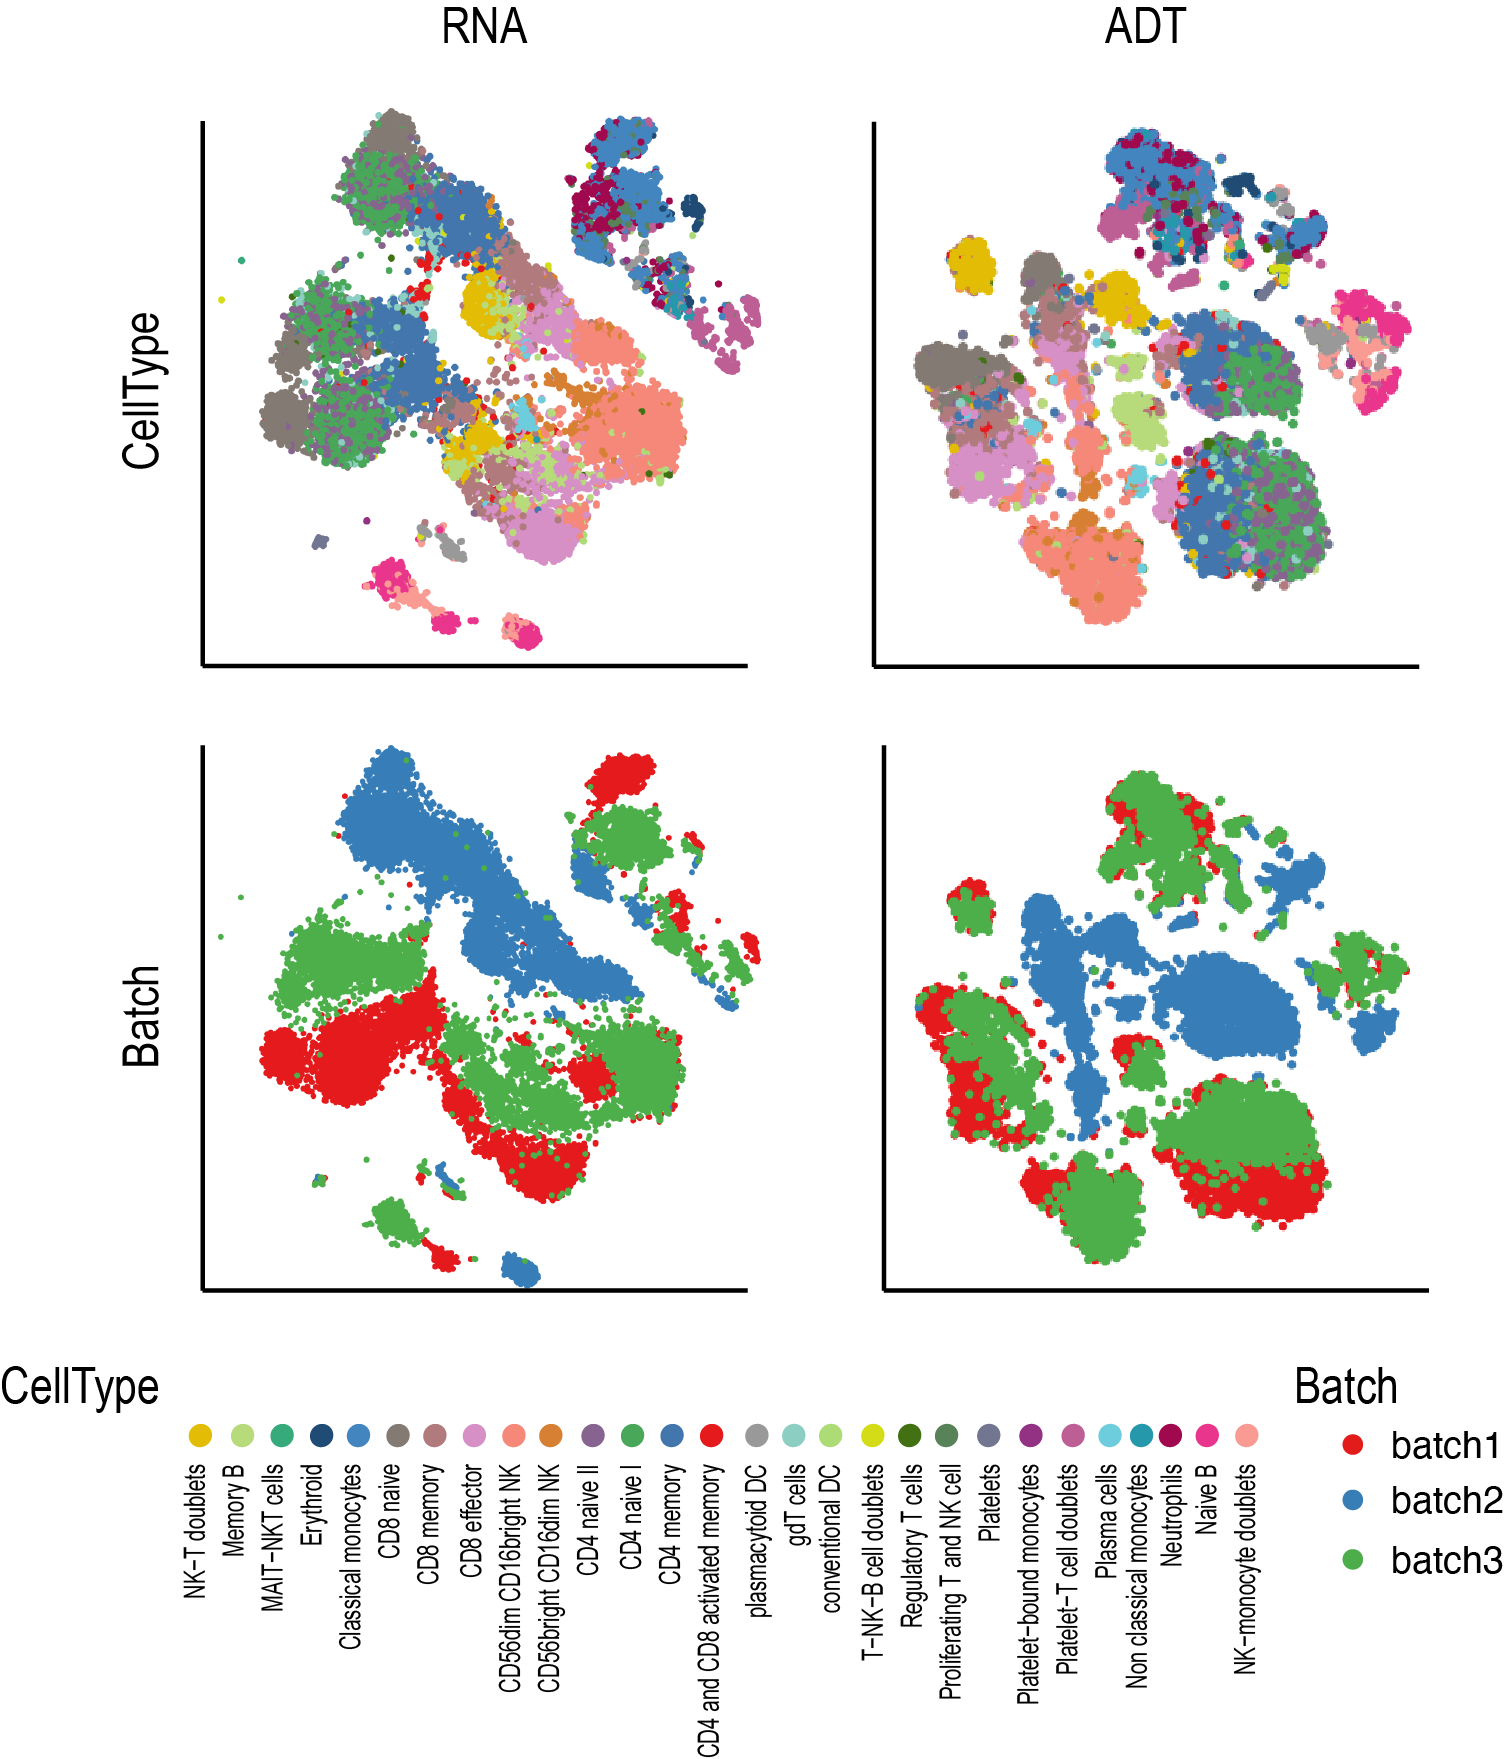 RNA
ADT
CellType
Batch
CellType
NK−T doublets
Memory B
MAIT−NKT cells
Erythroid
Classical monocytes
CD8 naive
CD8 memory
CD8 effector
CD56dim CD16bright NK
CD56bright CD16dim NK
CD4 naive II
CD4 naive I
CD4 memory
CD4 and CD8 activated memory
plasmacytoid DC
gdT cells
conventional DC
T−NK−B cell doublets
Regulatory T cells
Proliferating T and NK cell
Platelets
Platelet−bound monocytes
Platelet−T cell doublets
Plasma cells
Non classical monocytes
Neutrophils
Naive B
NK−monocyte doublets
Batch
batch1
batch2
batch3